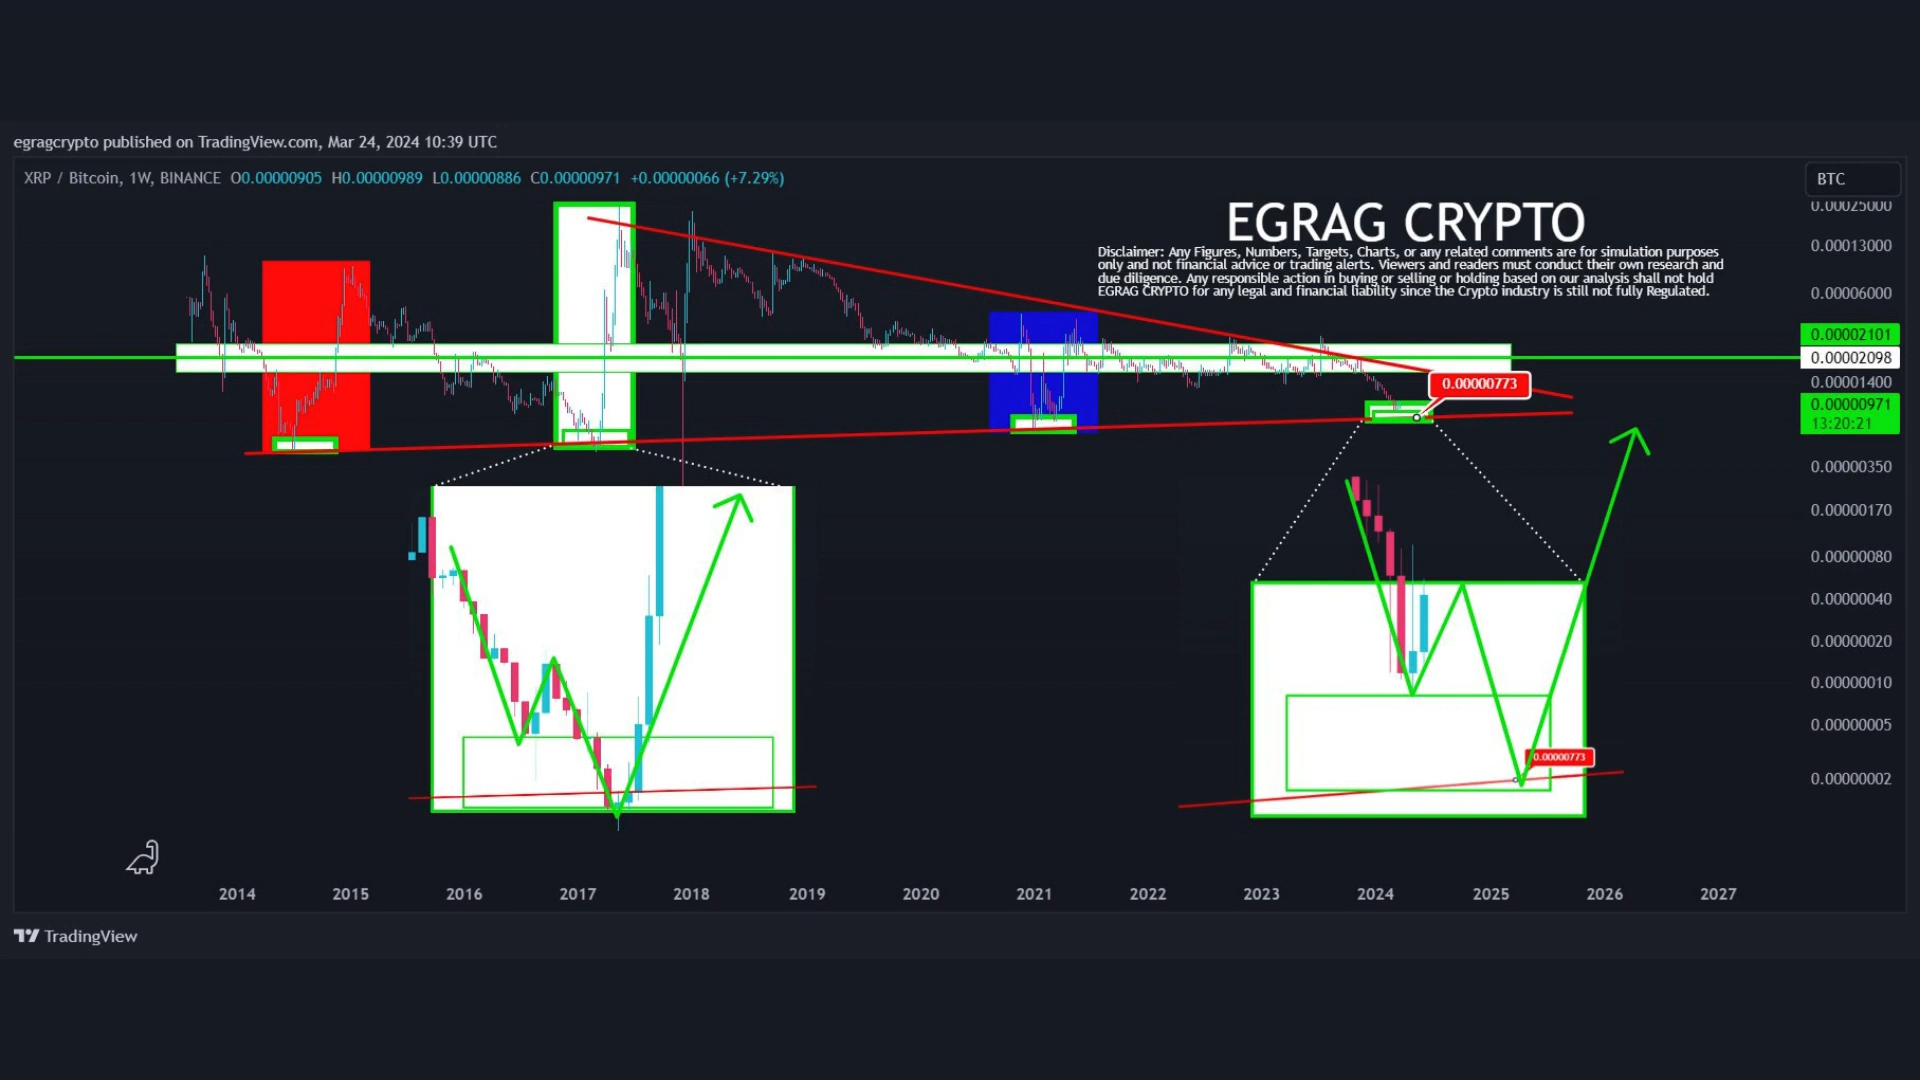 egragcrypto published on TradingView.com, Mar 24, 2024 10:39 UTC
XRP / Bitcoin, 1W, BINANCE O0.00000905 H0.00000989 L0.00000886 C0.00000971 +0.00000066 (+7.29%)
BTC
EGRAG CRYPTO
Disclaimer: Any Figures, Numbers, Targets, Charts, or any related comments are for simulation purposes
only and not financial advice or trading alerts. Viewers and readers must conduct their own research and
due diligence. Any responsible action in buying or selling or holding based on our analysis shall not hold
EGRAG CRYPTO for any legal and financial liability since the Crypto industry is still not fully Regulated.
0.00025000
0.00013000
0.00006000
0.00002101
0.00002098
0.00001400
0.00000971
13:20:21
0.00000350
0.00000170
0.00000080
0.00000040
0.00000020
0.00000010
0.00000005
0.00000002
0.00000773
0.00000773
2014 2015 2016 2017 2018 2019 2020 2021 2022 2023 2024 2025 2026 2027
TradingView